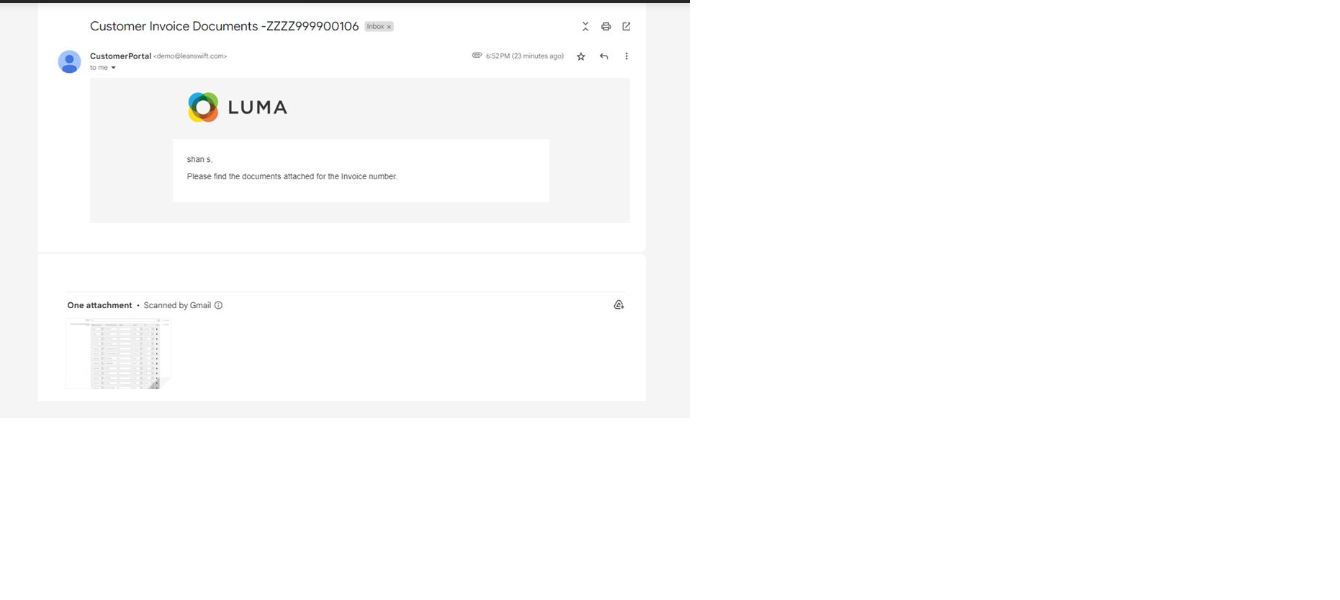 Customer Invoice Documents -ZZZZ999900106 Inbox ×
CustomerPortal <demo@leanswift.com> 6:52 PM (23 minutes ago)
to me
LUMA
shan s,
Please find the documents attached for the Invoice number.
One attachment • Scanned by Gmail